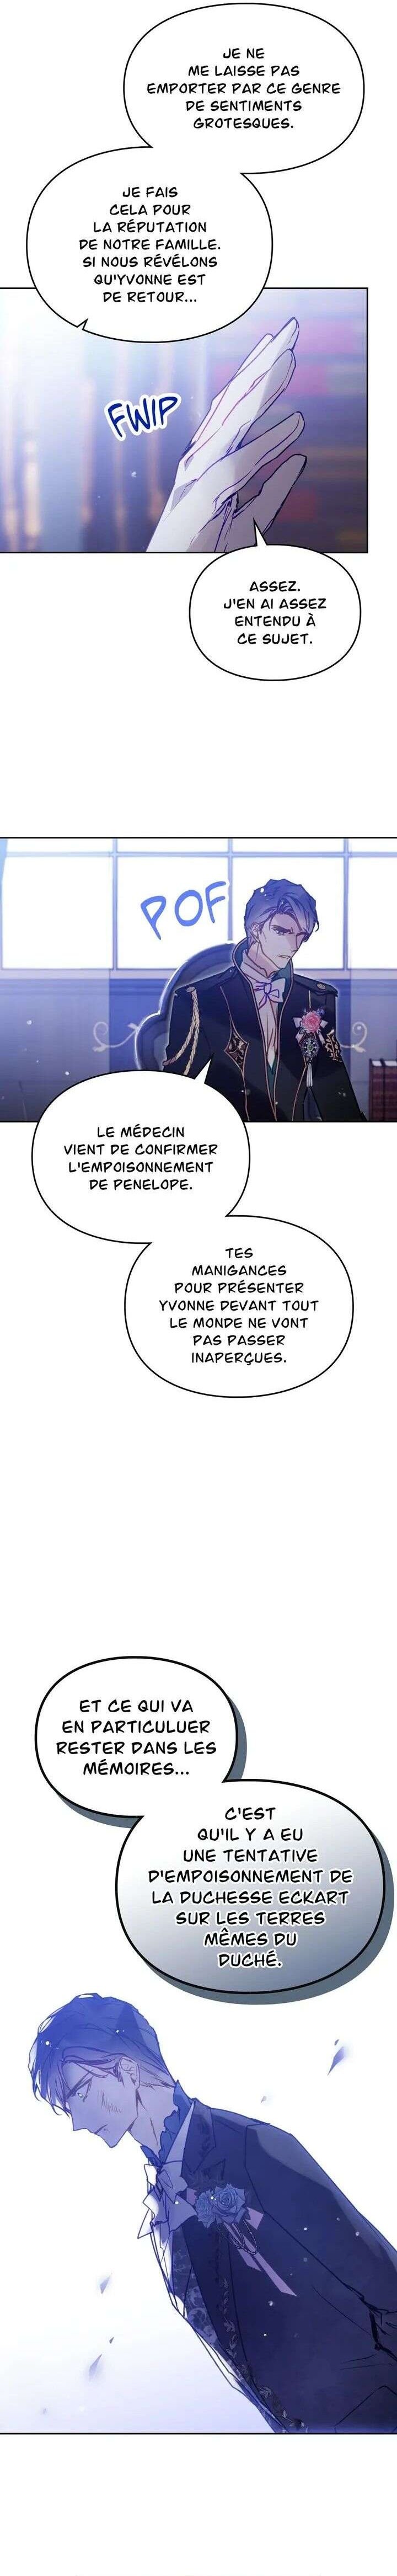 JE NE
ME LAISSE PAS
EMPORTER PAR CE GENRE
DE SENTIMENTS
GROTESQUES.
JE FAIS
CELA POUR
LA RÉPUTATION
DE NOTRE FAMILLE.
SI NOUS RÉVÉLONS
QU'YVONNE EST
DE RETOUR...
FWIP
ASSEZ.
J'EN AI ASSEZ
ENTENDU À
CE SUJET.
POF
LE MÉDECIN
VIENT DE CONFIRMER
L'EMPOISONNEMENT
DE PENELOPE.
TES
MANIGANCES
POUR PRÉSENTER
YVONNE DEVANT TOUT
LE MONDE NE VONT
PAS PASSER
INAPERÇUES.
ET CE QUI VA
EN PARTICULUER
RESTER DANS LES
MÉMOIRES...
C'EST
QU'IL Y A EU
UNE TENTATIVE
D'EMPOISONNEMENT DE
LA DUCHESSE ECKART
SUR LES TERRES
MÊMES DU
DUCHÉ.